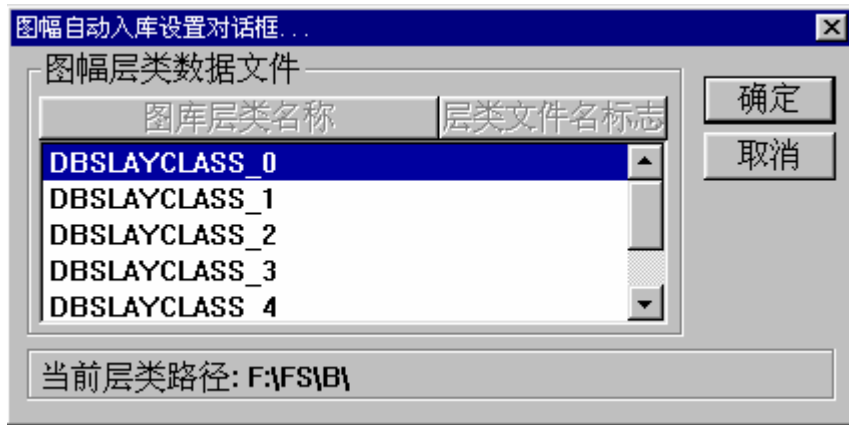 图幅自动入库设置对话框...
图幅层类数据文件
图库层类名称 层类文件名标志
确定
取消
DBSLAYCLASS_0
DBSLAYCLASS_1
DBSLAYCLASS_2
DBSLAYCLASS_3
DBSLAYCLASS 4
当前层类路径: F:\FS\B\